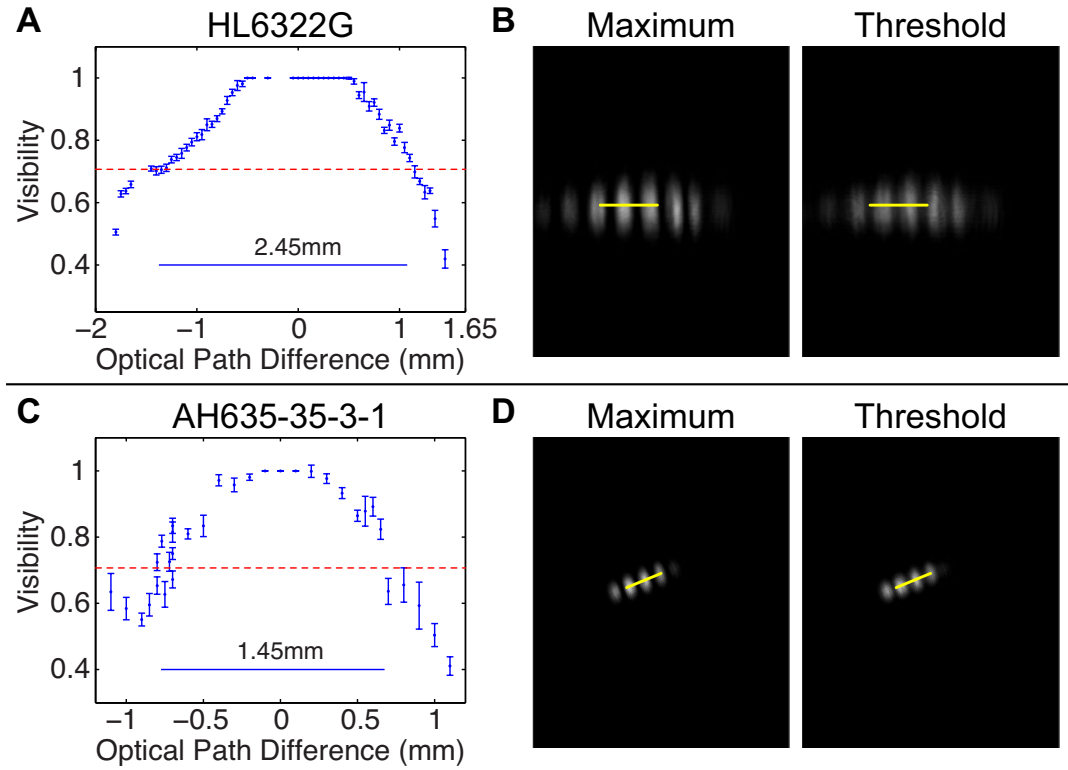 A
HL6322G
1
0.8
0.6
0.4
Visibility
2.45mm
−2
−1
0
1
1.65
Optical Path Difference (mm)
B
Maximum
Threshold
C
AH635-35-3-1
1
0.8
0.6
0.4
Visibility
1.45mm
−1
−0.5
0
0.5
1
Optical Path Difference (mm)
D
Maximum
Threshold